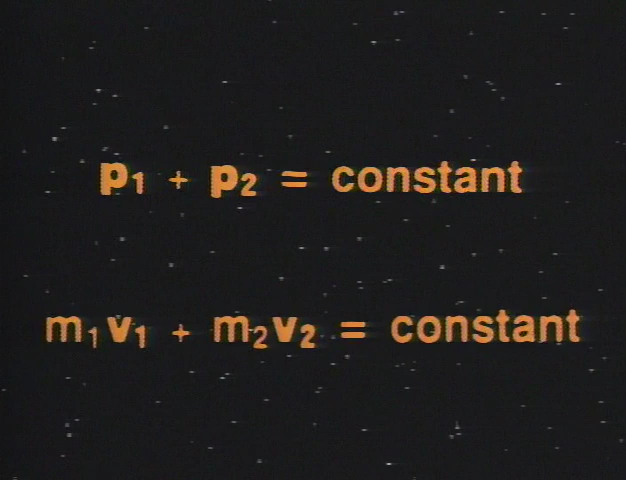 p₁ + p₂ = constant
m₁v₁ + m₂v₂ = constant